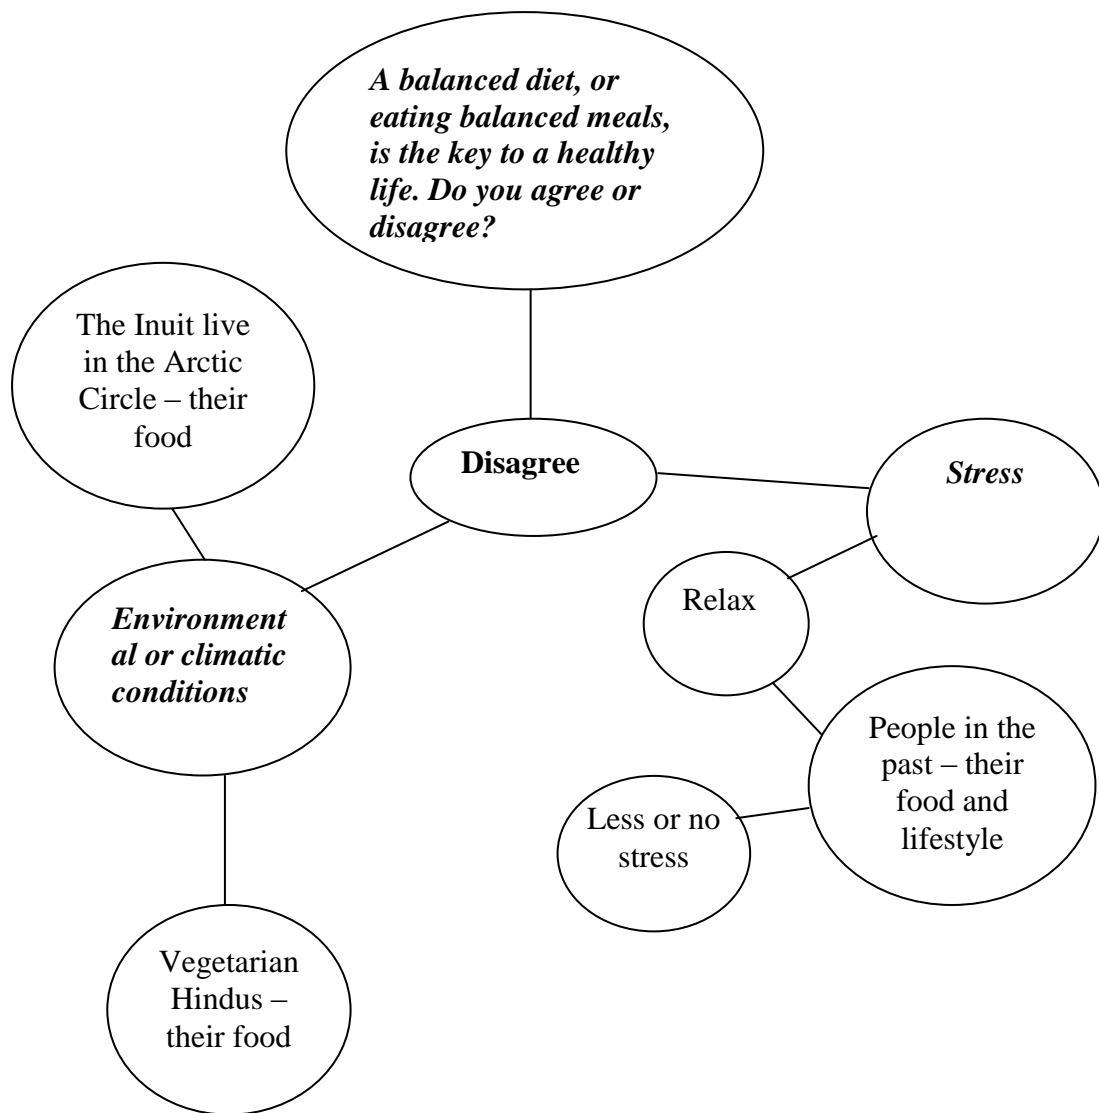 A balanced diet, or
eating balanced meals,
is the key to a healthy
life. Do you agree or
disagree?
The Inuit live
in the Arctic
Circle – their
food
Disagree
Stress
Environment
al or climatic
conditions
Relax
People in the
past – their
food and
lifestyle
Less or no
stress
Vegetarian
Hindus –
their food